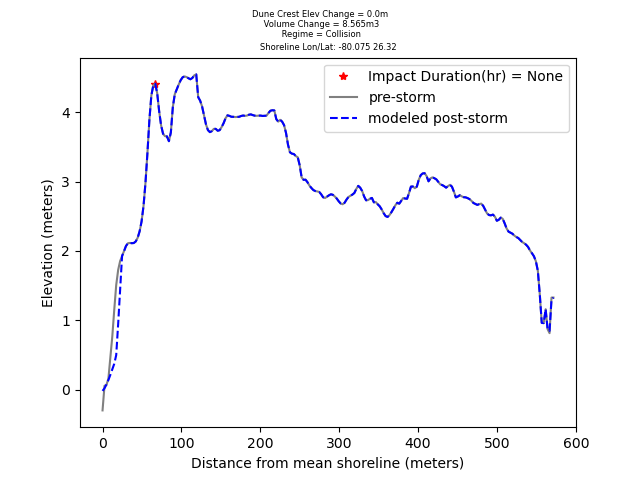 Dune Crest Elev Change = 0.0m
Volume Change = 8.565m3
Regime = Collision
Shoreline Lon/Lat: -80.075 26.32
Impact Duration(hr) = None
pre-storm
modeled post-storm
Elevation (meters)
4
3
2
1
0
0 100 200 300 400 500 600
Distance from mean shoreline (meters)